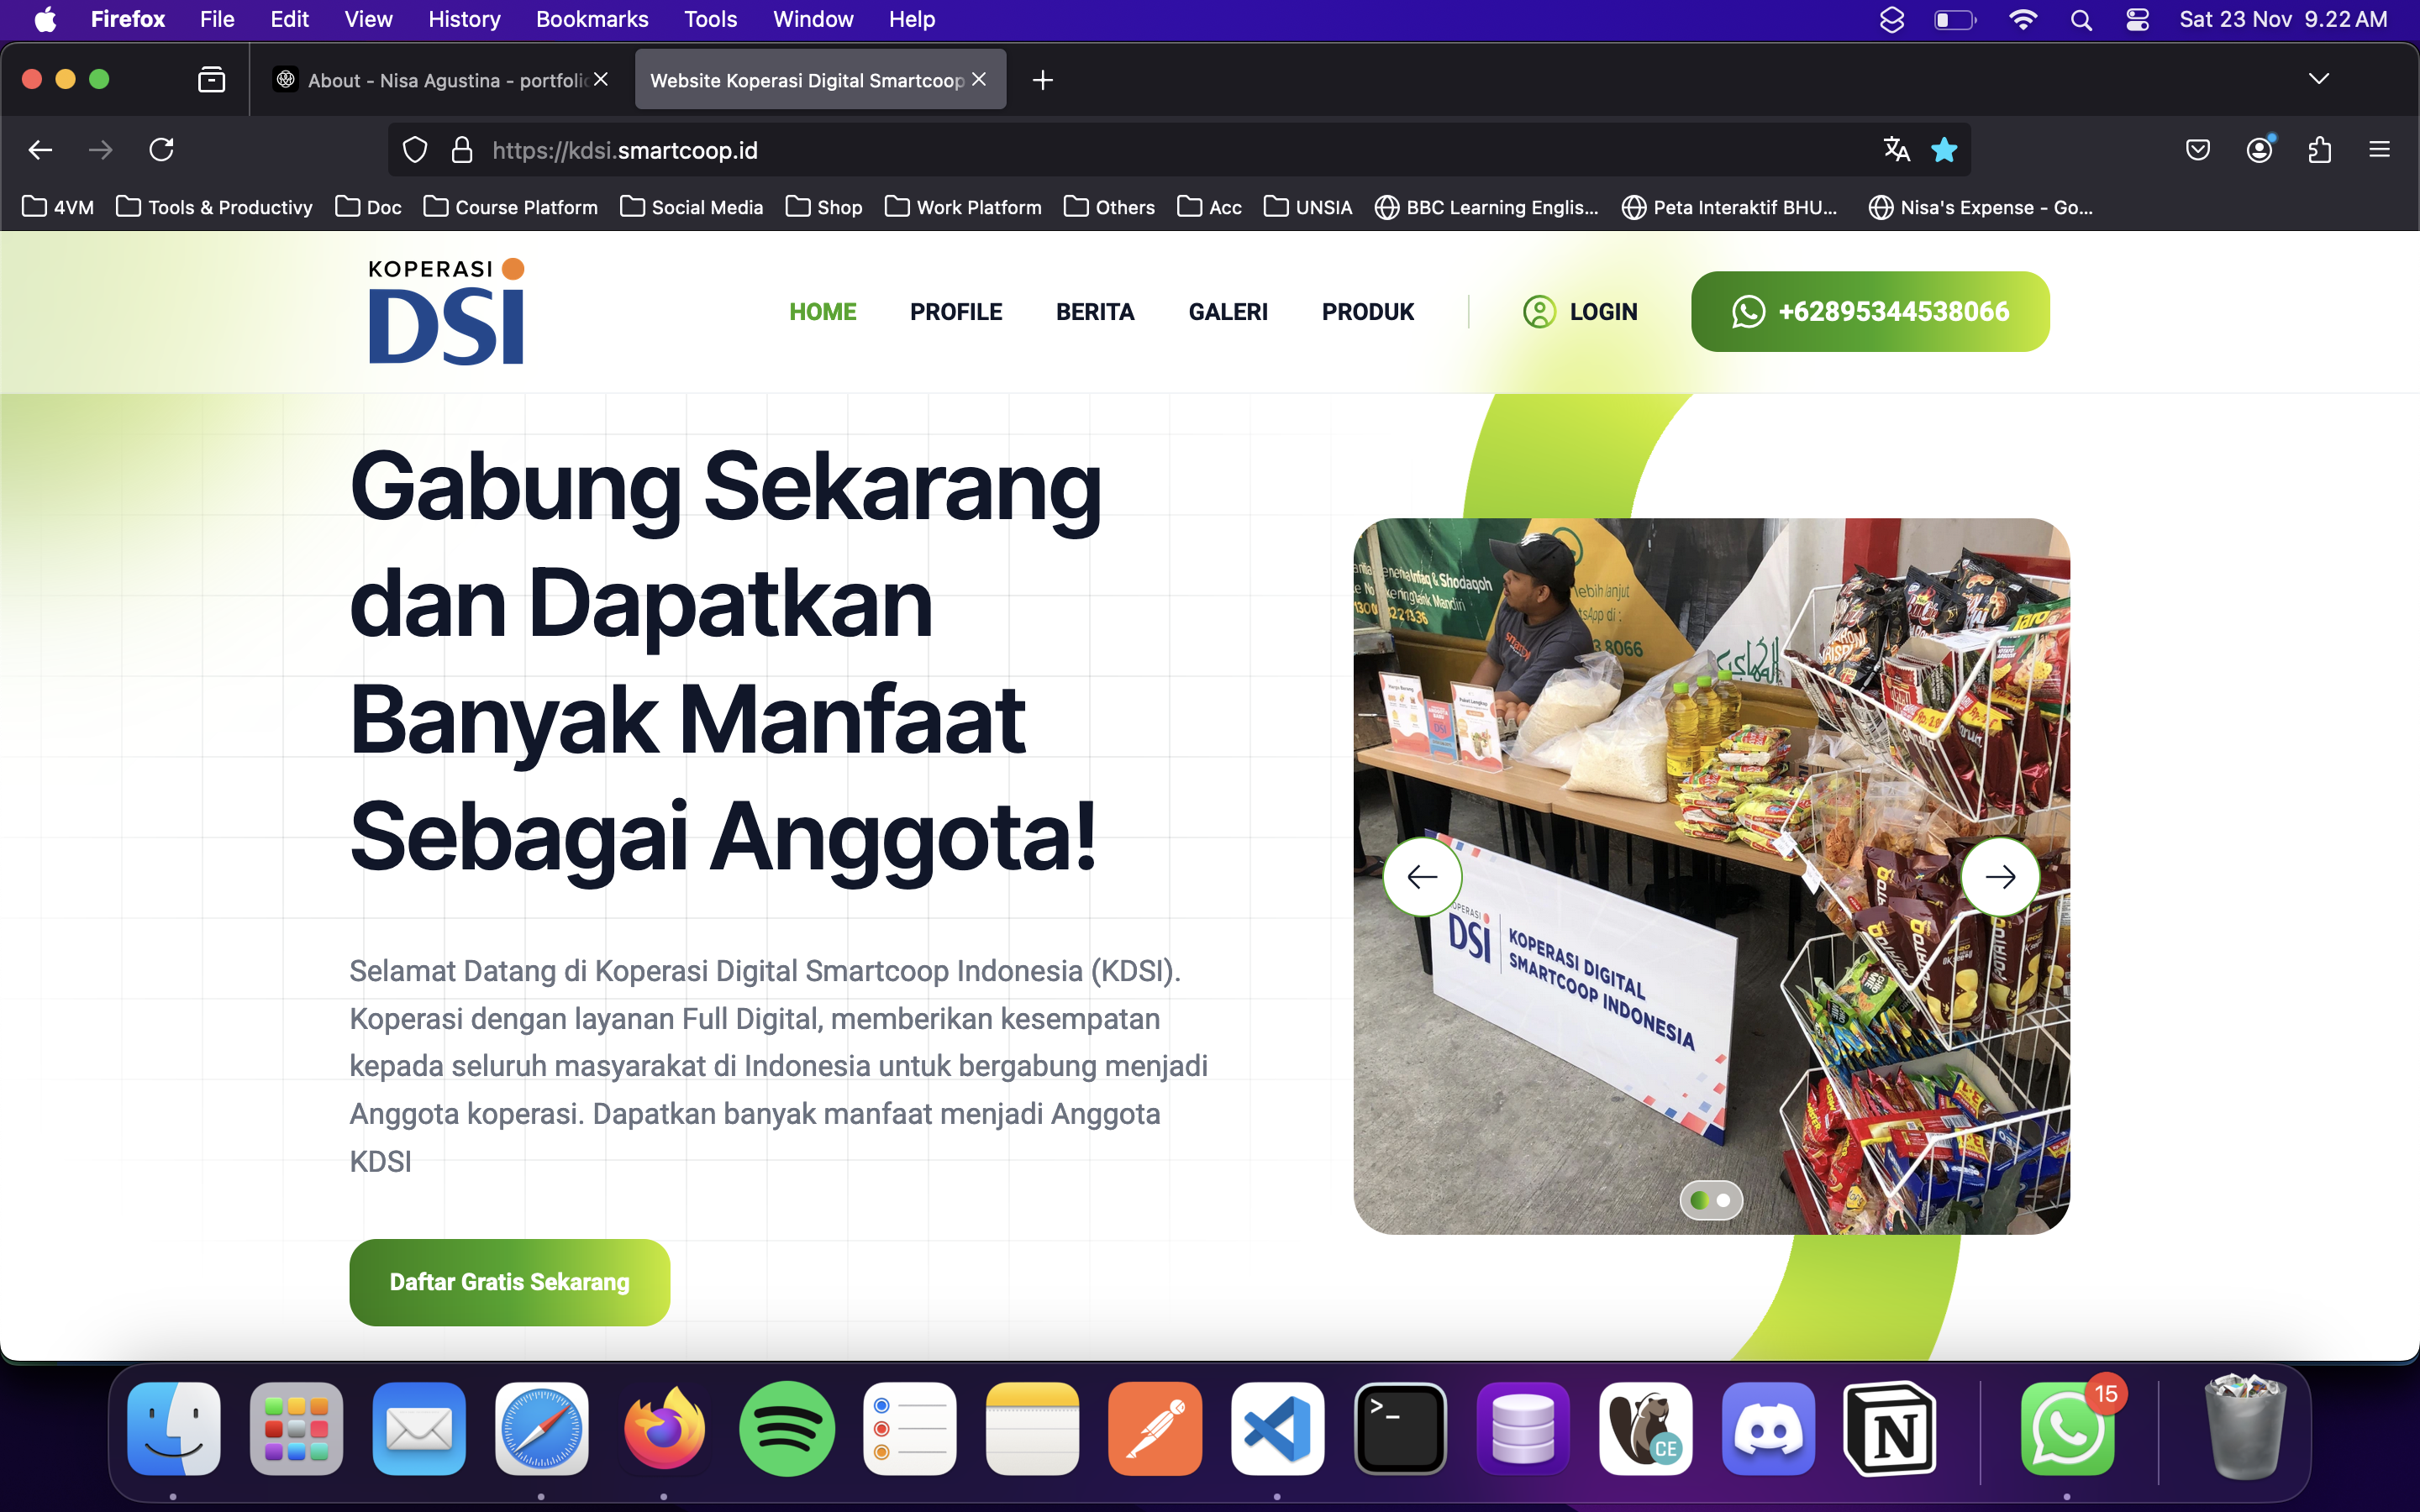 Firefox File Edit View History Bookmarks Tools Window Help
Sat 23 Nov 9.22 AM
About - Nisa Agustina - portfolio
Website Koperasi Digital Smartcoop
https://kdsi.smartcoop.id
4VM Tools & Productivy Doc Course Platform Social Media Shop Work Platform Others Acc UNSIA BBC Learning Englis... Peta Interaktif BHU... Nisa's Expense - Go...
KOPERASI
DSI
HOME PROFILE BERITA GALERI PRODUK LOGIN +62895344538066
Gabung Sekarang
dan Dapatkan
Banyak Manfaat
Sebagai Anggota!
Selamat Datang di Koperasi Digital Smartcoop Indonesia (KDSI).
Koperasi dengan layanan Full Digital, memberikan kesempatan
kepada seluruh masyarakat di Indonesia untuk bergabung menjadi
Anggota koperasi. Dapatkan banyak manfaat menjadi Anggota
KDSI
Daftar Gratis Sekarang
Infaq & Shodaqoh
Mandiri
8066
DSI
KOPERASI DIGITAL
SMARTCOOP INDONESIA
CE
15